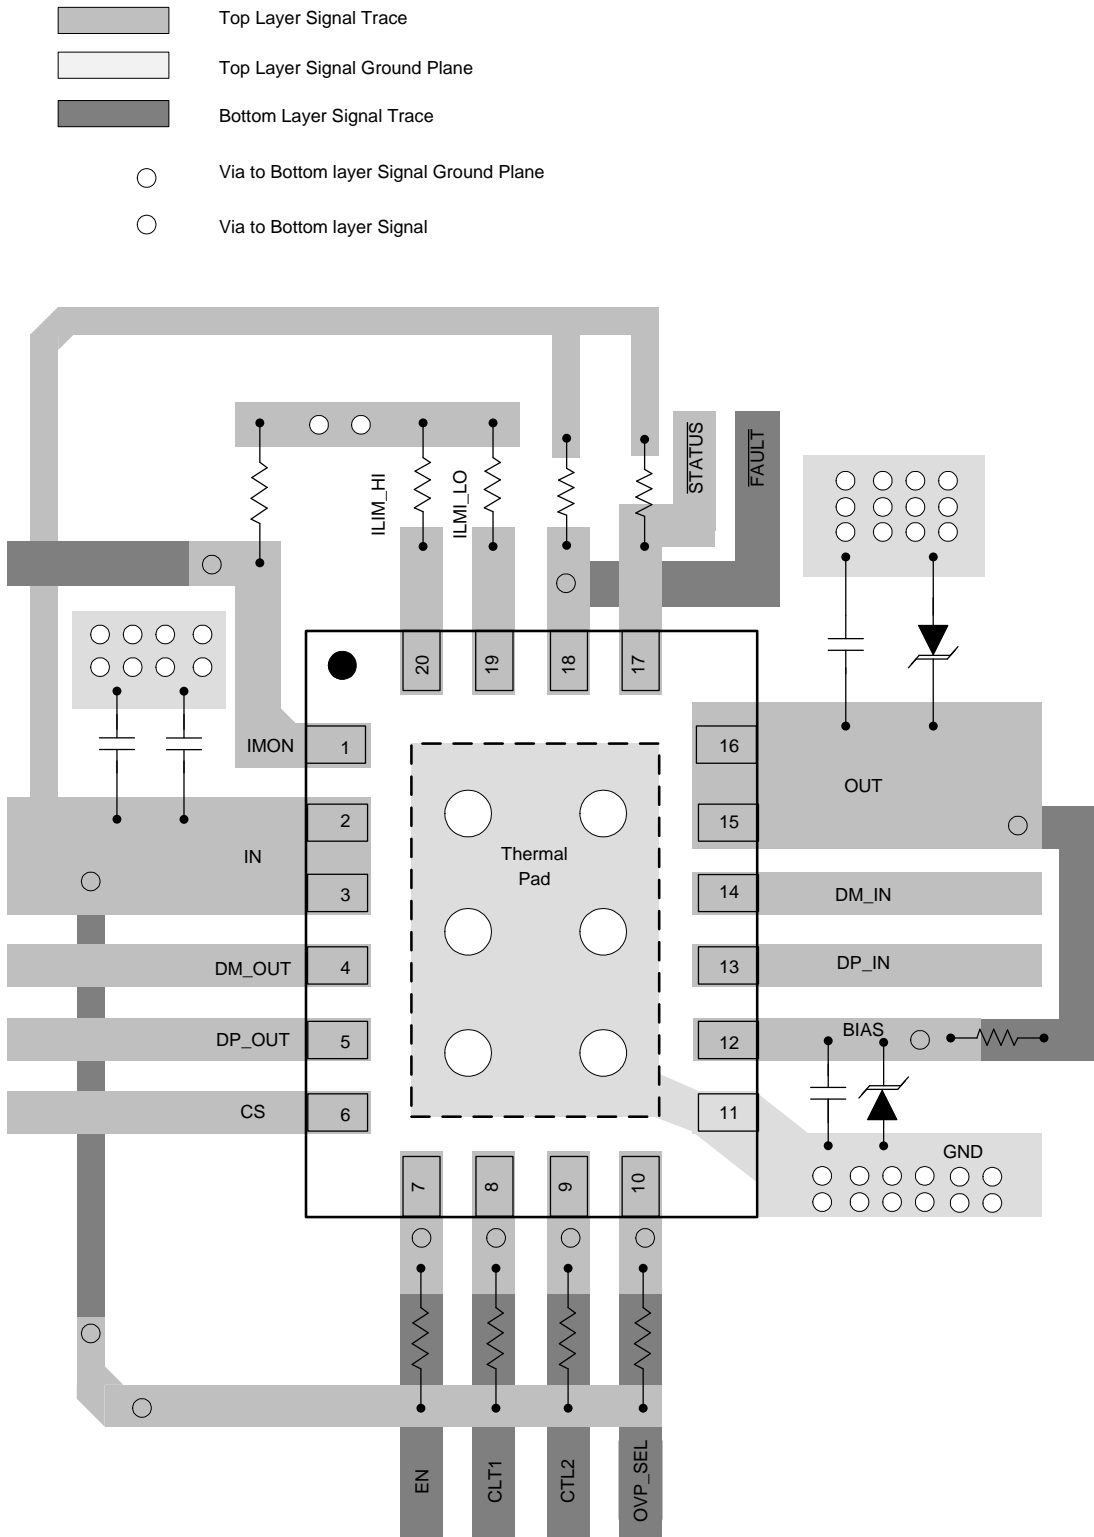 Top Layer Signal Trace
Top Layer Signal Ground Plane
Bottom Layer Signal Trace
Via to Bottom layer Signal Ground Plane
Via to Bottom layer Signal
STATUS
FAULT
ILIM_HI
ILMI_LO
20
19
18
17
IMON
1
16
OUT
2
15
IN
Thermal
Pad
3
14
DM_IN
DM_OUT
4
13
DP_IN
DP_OUT
5
12
BIAS
CS
6
11
GND
7
8
9
10
EN
CLT1
CTL2
OVP_SEL